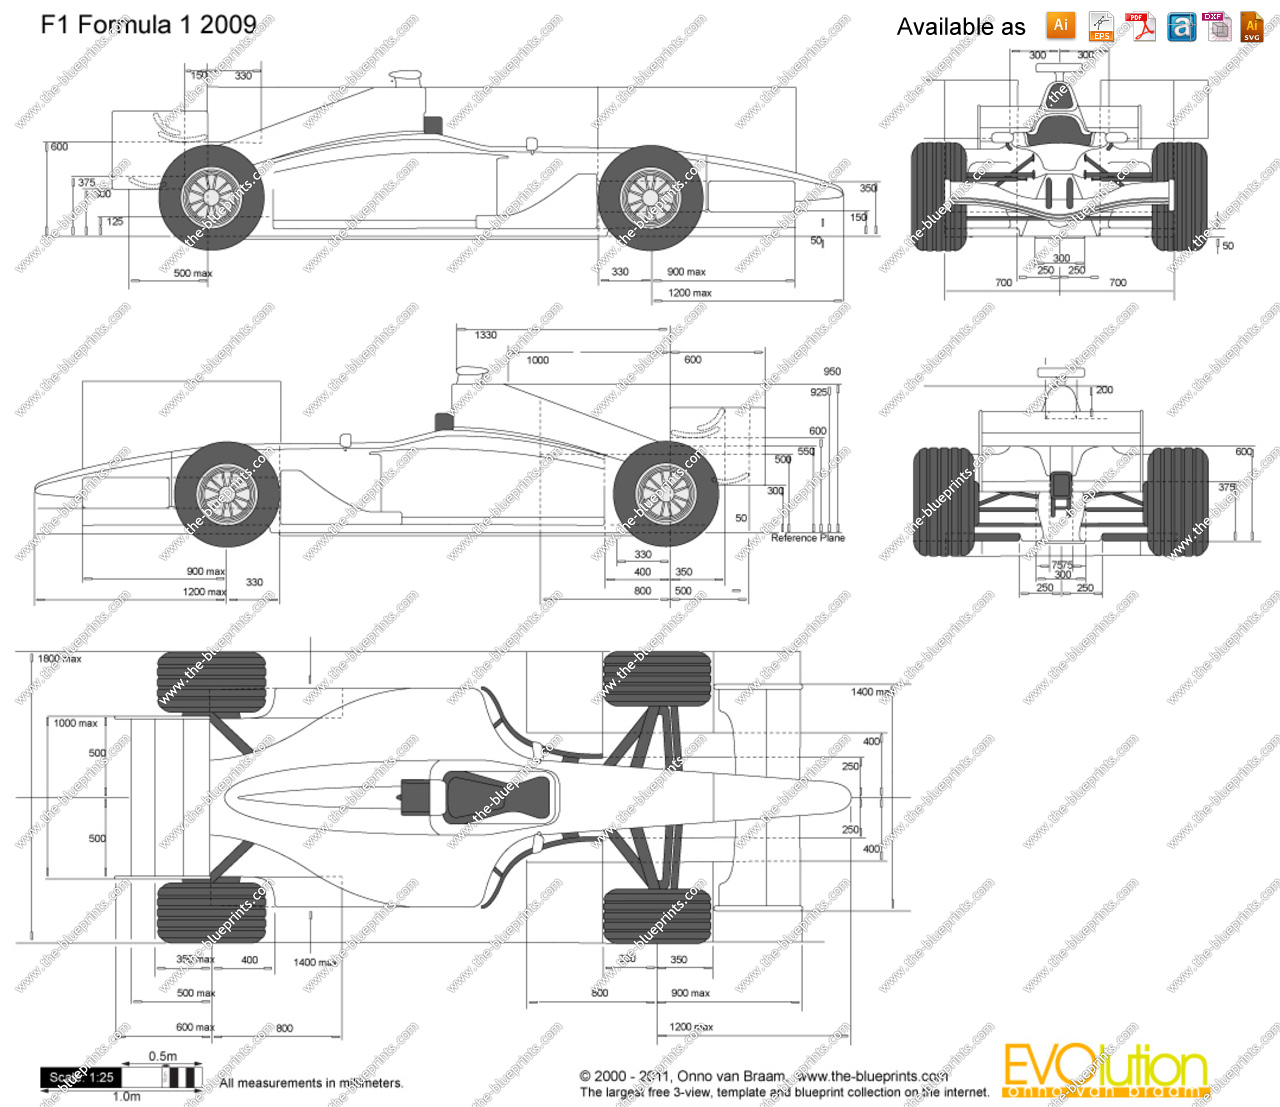 F1 Formula 1 2009
Available as
Ai
EPS
PDF
a
DXF
Ai
SVG
150 330
600
375
125
500 max
330
900 max
1200 max
350
150
50
300 300
50
300
250 250
700 700
1330
1000
600
950
925
600
550
500
300
50
Reference Plane
900 max
330
1200 max
330
400 350
800 500
200
600
375
75 75
300
250 250
1800 max
1000 max
500
500
1400 max
400
250
250
400
350 max
400
1400 max
500 max
600 max
800
350
900 max
1200 max
Scale 1:25
0.5m
1.0m
All measurements in millimeters.
© 2000 - 2011, Onno van Braam, www.the-blueprints.com
The largest free 3-view, template and blueprint collection on the internet.
EVOlution
onno van braam
www.the-blueprints.com